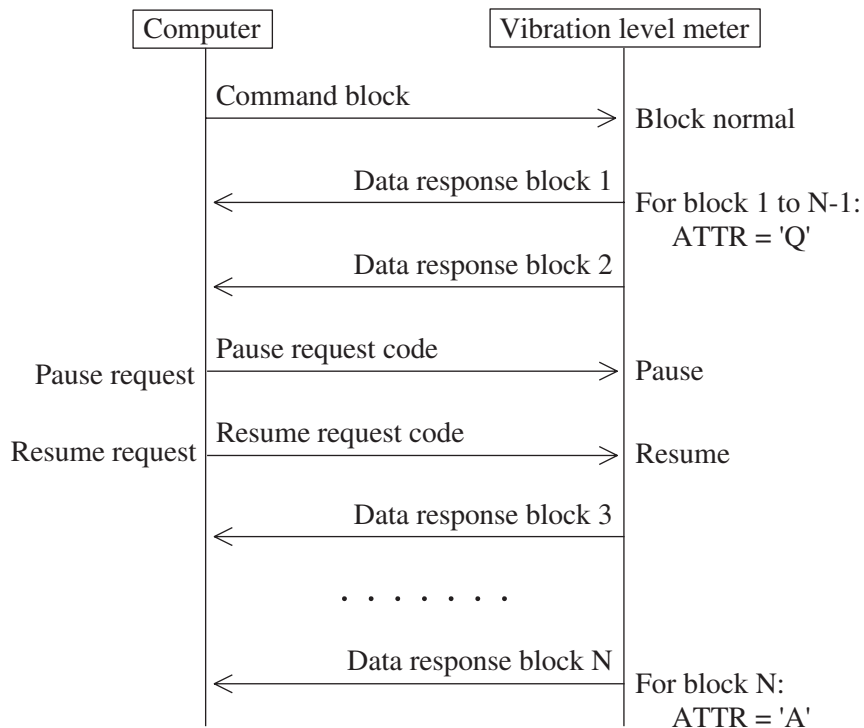 Computer
Vibration level meter
Command block
Block normal
Data response block 1
For block 1 to N-1:
ATTR = 'Q'
Data response block 2
Pause request code
Pause request
Pause
Resume request code
Resume request
Resume
Data response block 3
. . . . . . .
Data response block N
For block N:
ATTR = 'A'